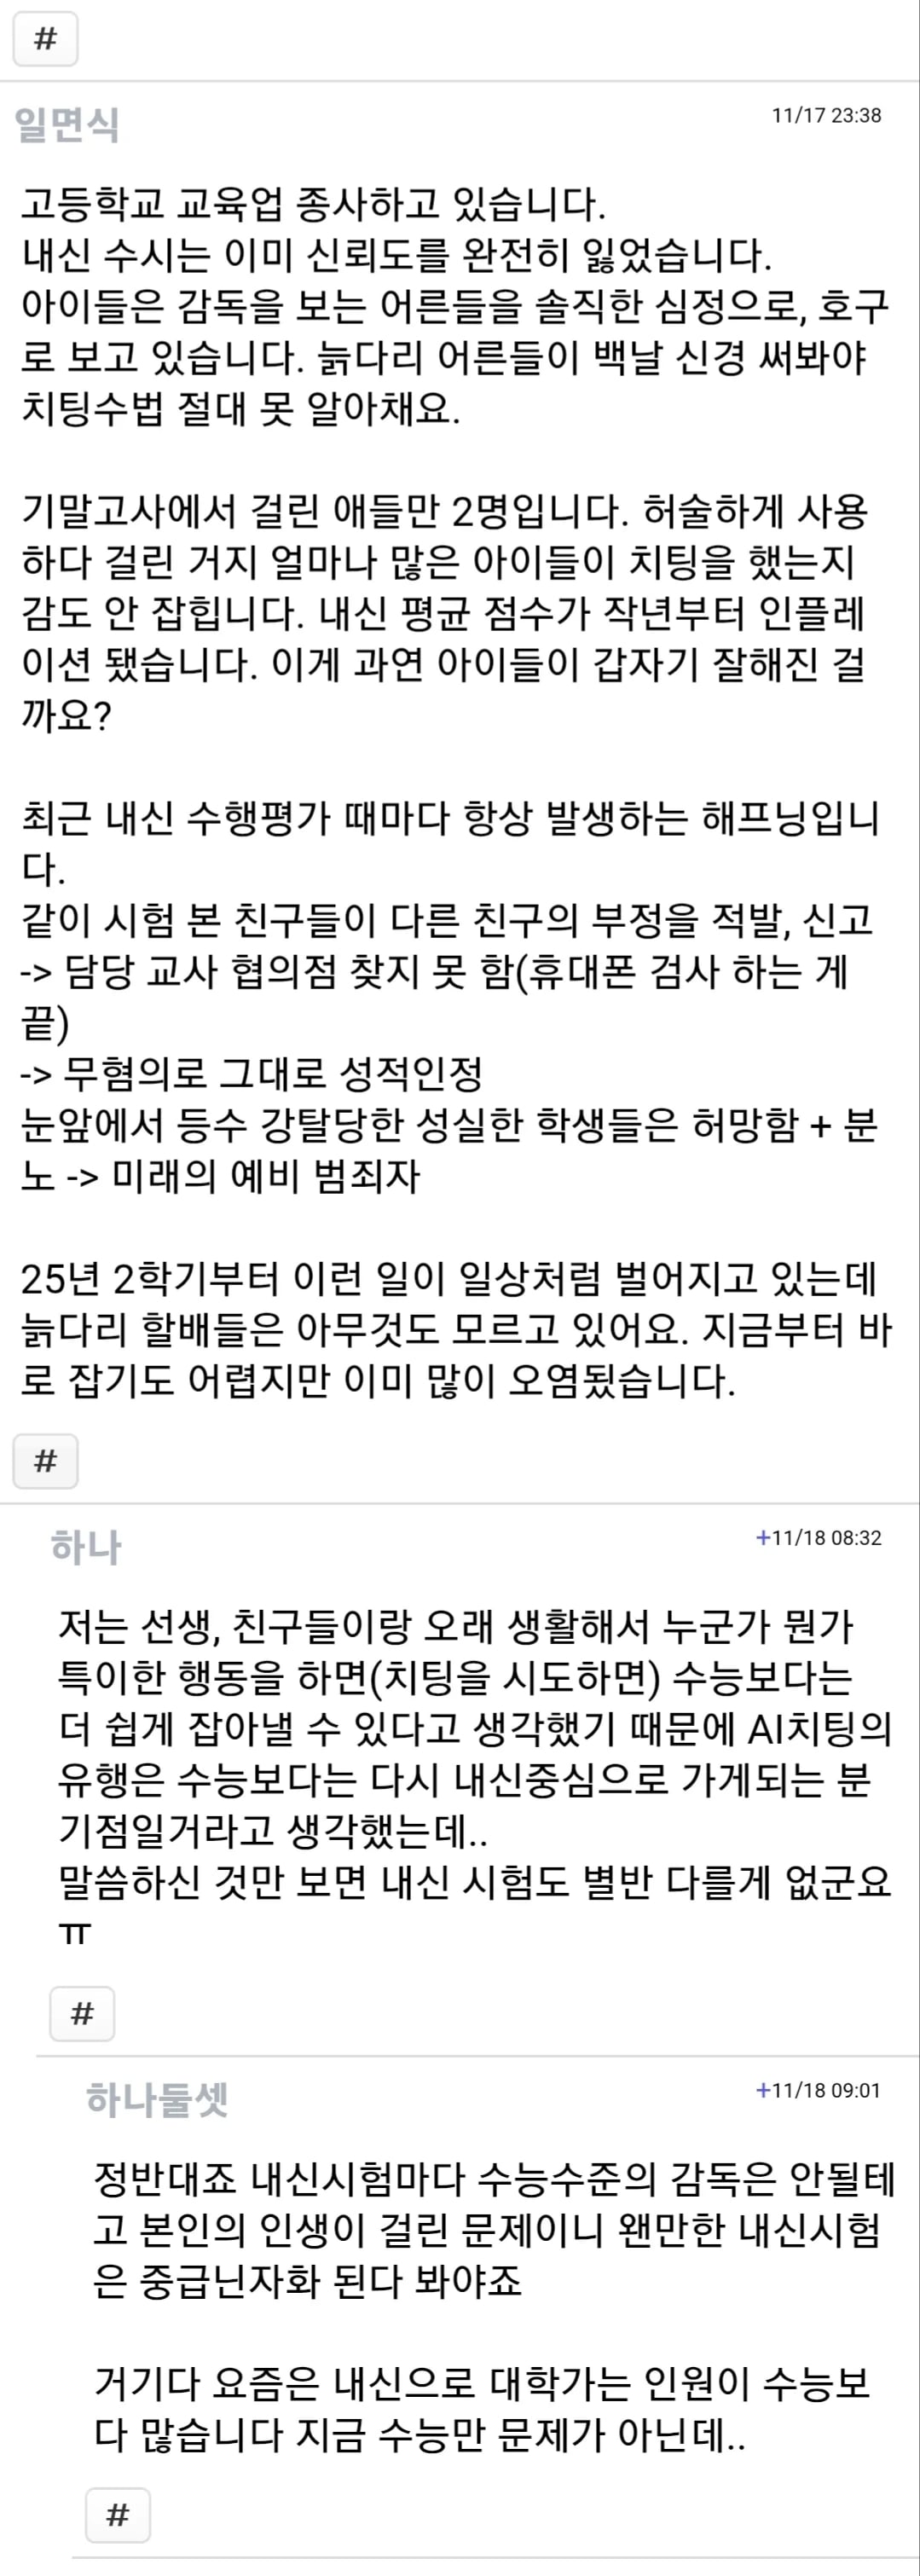 #
일면식
11/17 23:38
고등학교 교육업 종사하고 있습니다.
내신 수시는 이미 신뢰도를 완전히 잃었습니다.
아이들은 감독을 보는 어른들을 솔직한 심정으로, 호구
로 보고 있습니다. 늙다리 어른들이 백날 신경 써봐야
치팅수법 절대 못 알아채요.
기말고사에서 걸린 애들만 2명입니다. 허술하게 사용
하다 걸린 거지 얼마나 많은 아이들이 치팅을 했는지
감도 안 잡힙니다. 내신 평균 점수가 작년부터 인플레
이션 됐습니다. 이게 과연 아이들이 갑자기 잘해진 걸
까요?
최근 내신 수행평가 때마다 항상 발생하는 해프닝입니
다.
같이 시험 본 친구들이 다른 친구의 부정을 적발, 신고
-> 담당 교사 협의점 찾지 못 함(휴대폰 검사 하는 게
끝)
-> 무혐의로 그대로 성적인정
눈앞에서 등수 강탈당한 성실한 학생들은 허망함 + 분
노 -> 미래의 예비 범죄자
25년 2학기부터 이런 일이 일상처럼 벌어지고 있는데
늙다리 할배들은 아무것도 모르고 있어요. 지금부터 바
로 잡기도 어렵지만 이미 많이 오염됬습니다.
#
하나
+11/18 08:32
저는 선생, 친구들이랑 오래 생활해서 누군가 뭔가
특이한 행동을 하면(치팅을 시도하면) 수능보다는
더 쉽게 잡아낼 수 있다고 생각했기 때문에 AI치팅의
유행은 수능보다는 다시 내신중심으로 가게되는 분
기점일거라고 생각했는데..
말씀하신 것만 보면 내신 시험도 별반 다를게 없군요
ㅠ
#
하나둘셋
+11/18 09:01
정반대죠 내신시험마다 수능수준의 감독은 안될테
고 본인의 인생이 걸린 문제이니 왠만한 내신시험
은 중급닌자화 된다 봐야죠
거기다 요즘은 내신으로 대학가는 인원이 수능보
다 많습니다 지금 수능만 문제가 아닌데..
#